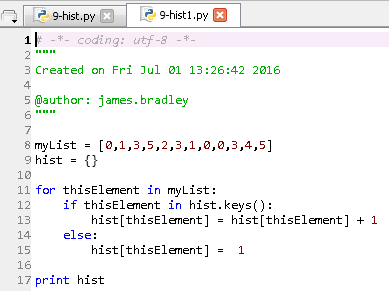 9-hist.py 9-hist1.py
1 # -*- coding: utf-8 -*-
2 """
3 Created on Fri Jul 01 13:26:42 2016
4
5 @author: james.bradley
6 """
7
8 myList = [0,1,3,5,2,3,1,0,0,3,4,5]
9 hist = {}
10
11 for thisElement in myList:
12     if thisElement in hist.keys():
13         hist[thisElement] = hist[thisElement] + 1
14     else:
15         hist[thisElement] =  1
16
17 print hist